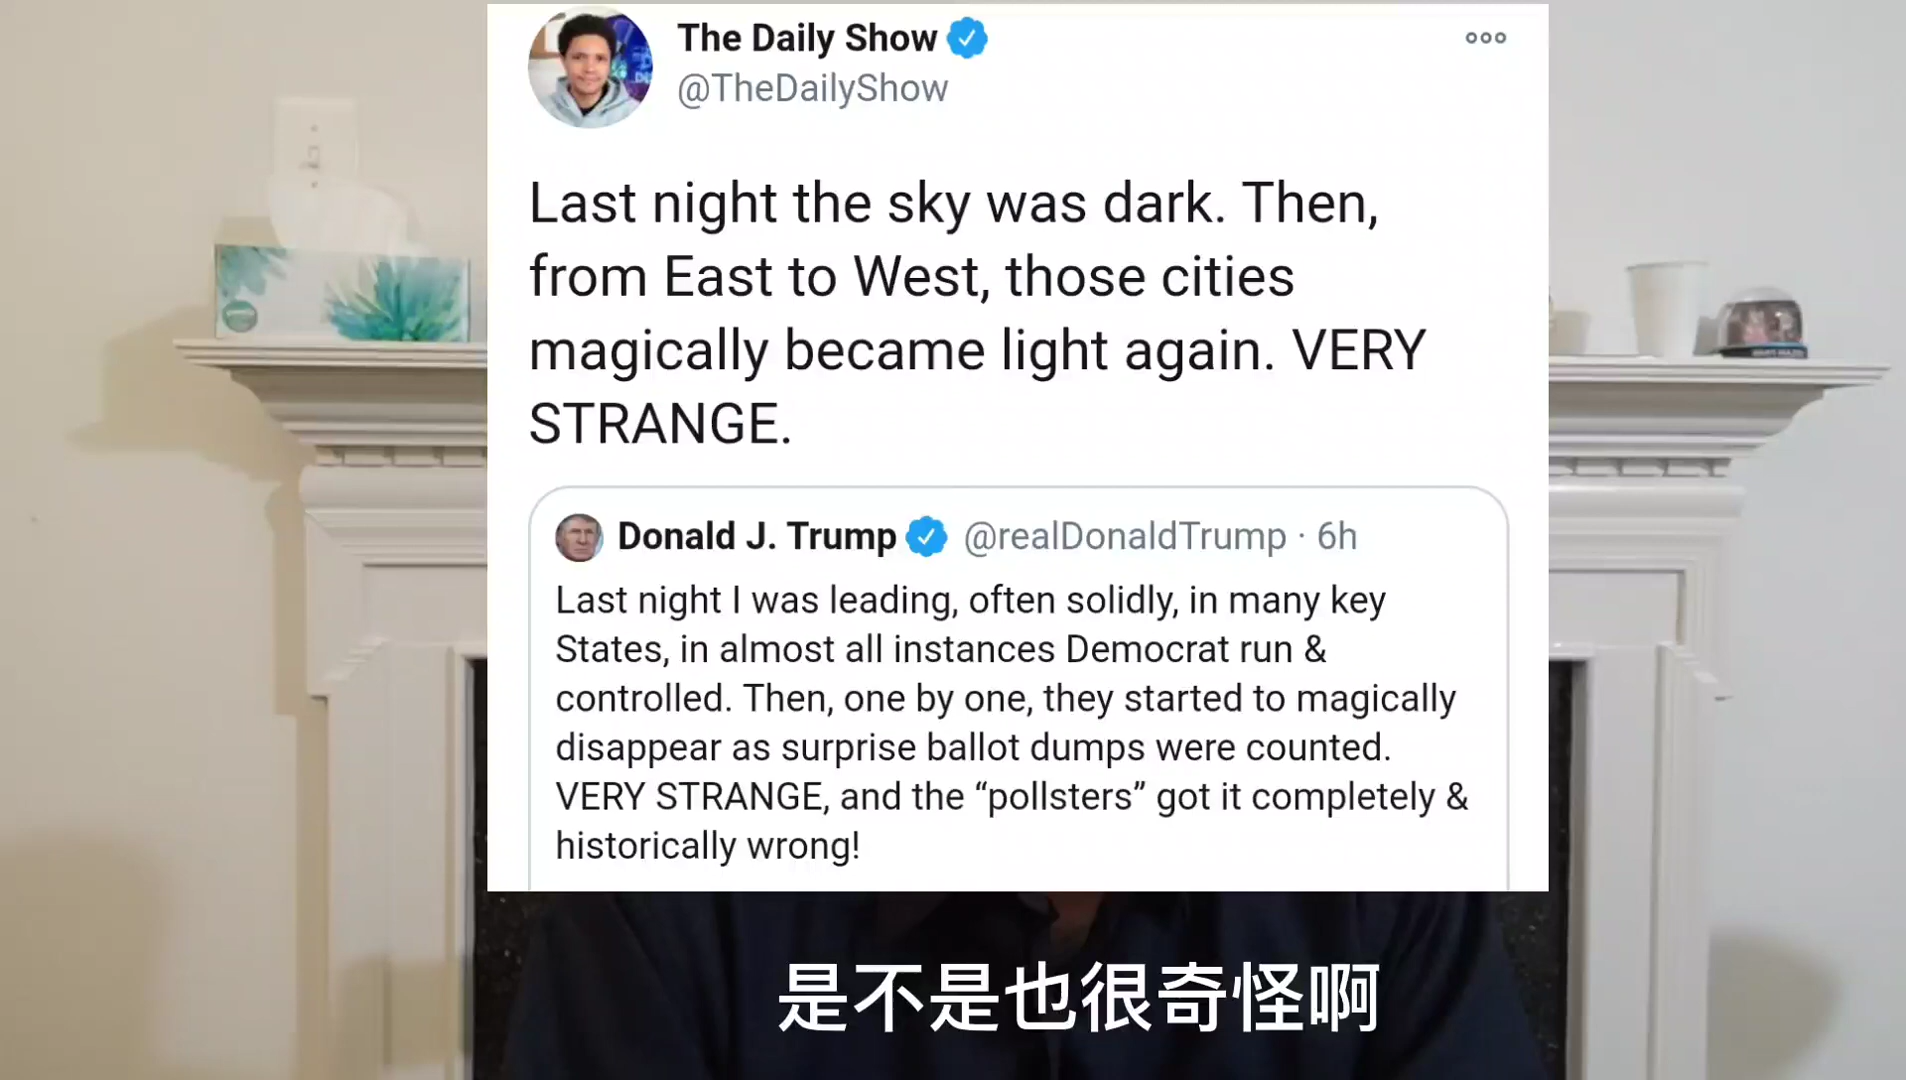 The Daily Show
@TheDailyShow
Last night the sky was dark. Then,
from East to West, those cities
magically became light again. VERY
STRANGE.
Donald J. Trump @realDonaldTrump · 6h
Last night I was leading, often solidly, in many key
States, in almost all instances Democrat run &
controlled. Then, one by one, they started to magically
disappear as surprise ballot dumps were counted.
VERY STRANGE, and the “pollsters” got it completely &
historically wrong!
是不是也很奇怪啊